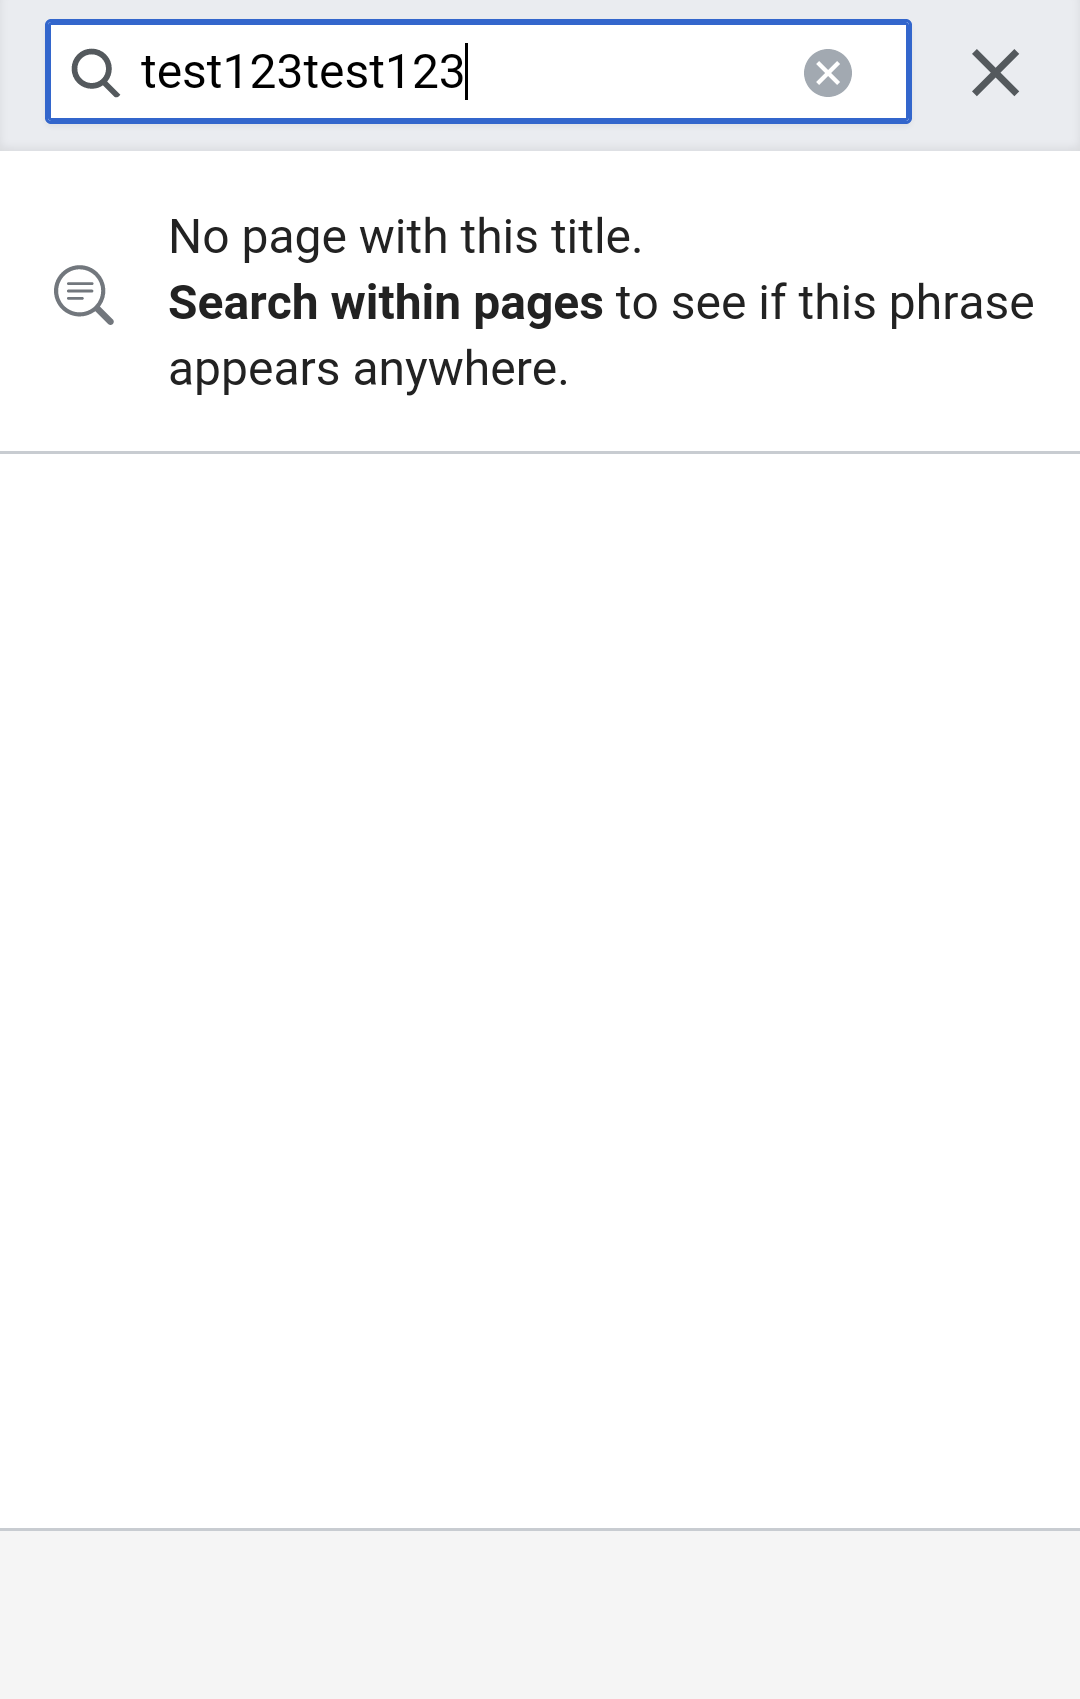 test123test123
No page with this title.
Search within pages to see if this phrase
appears anywhere.